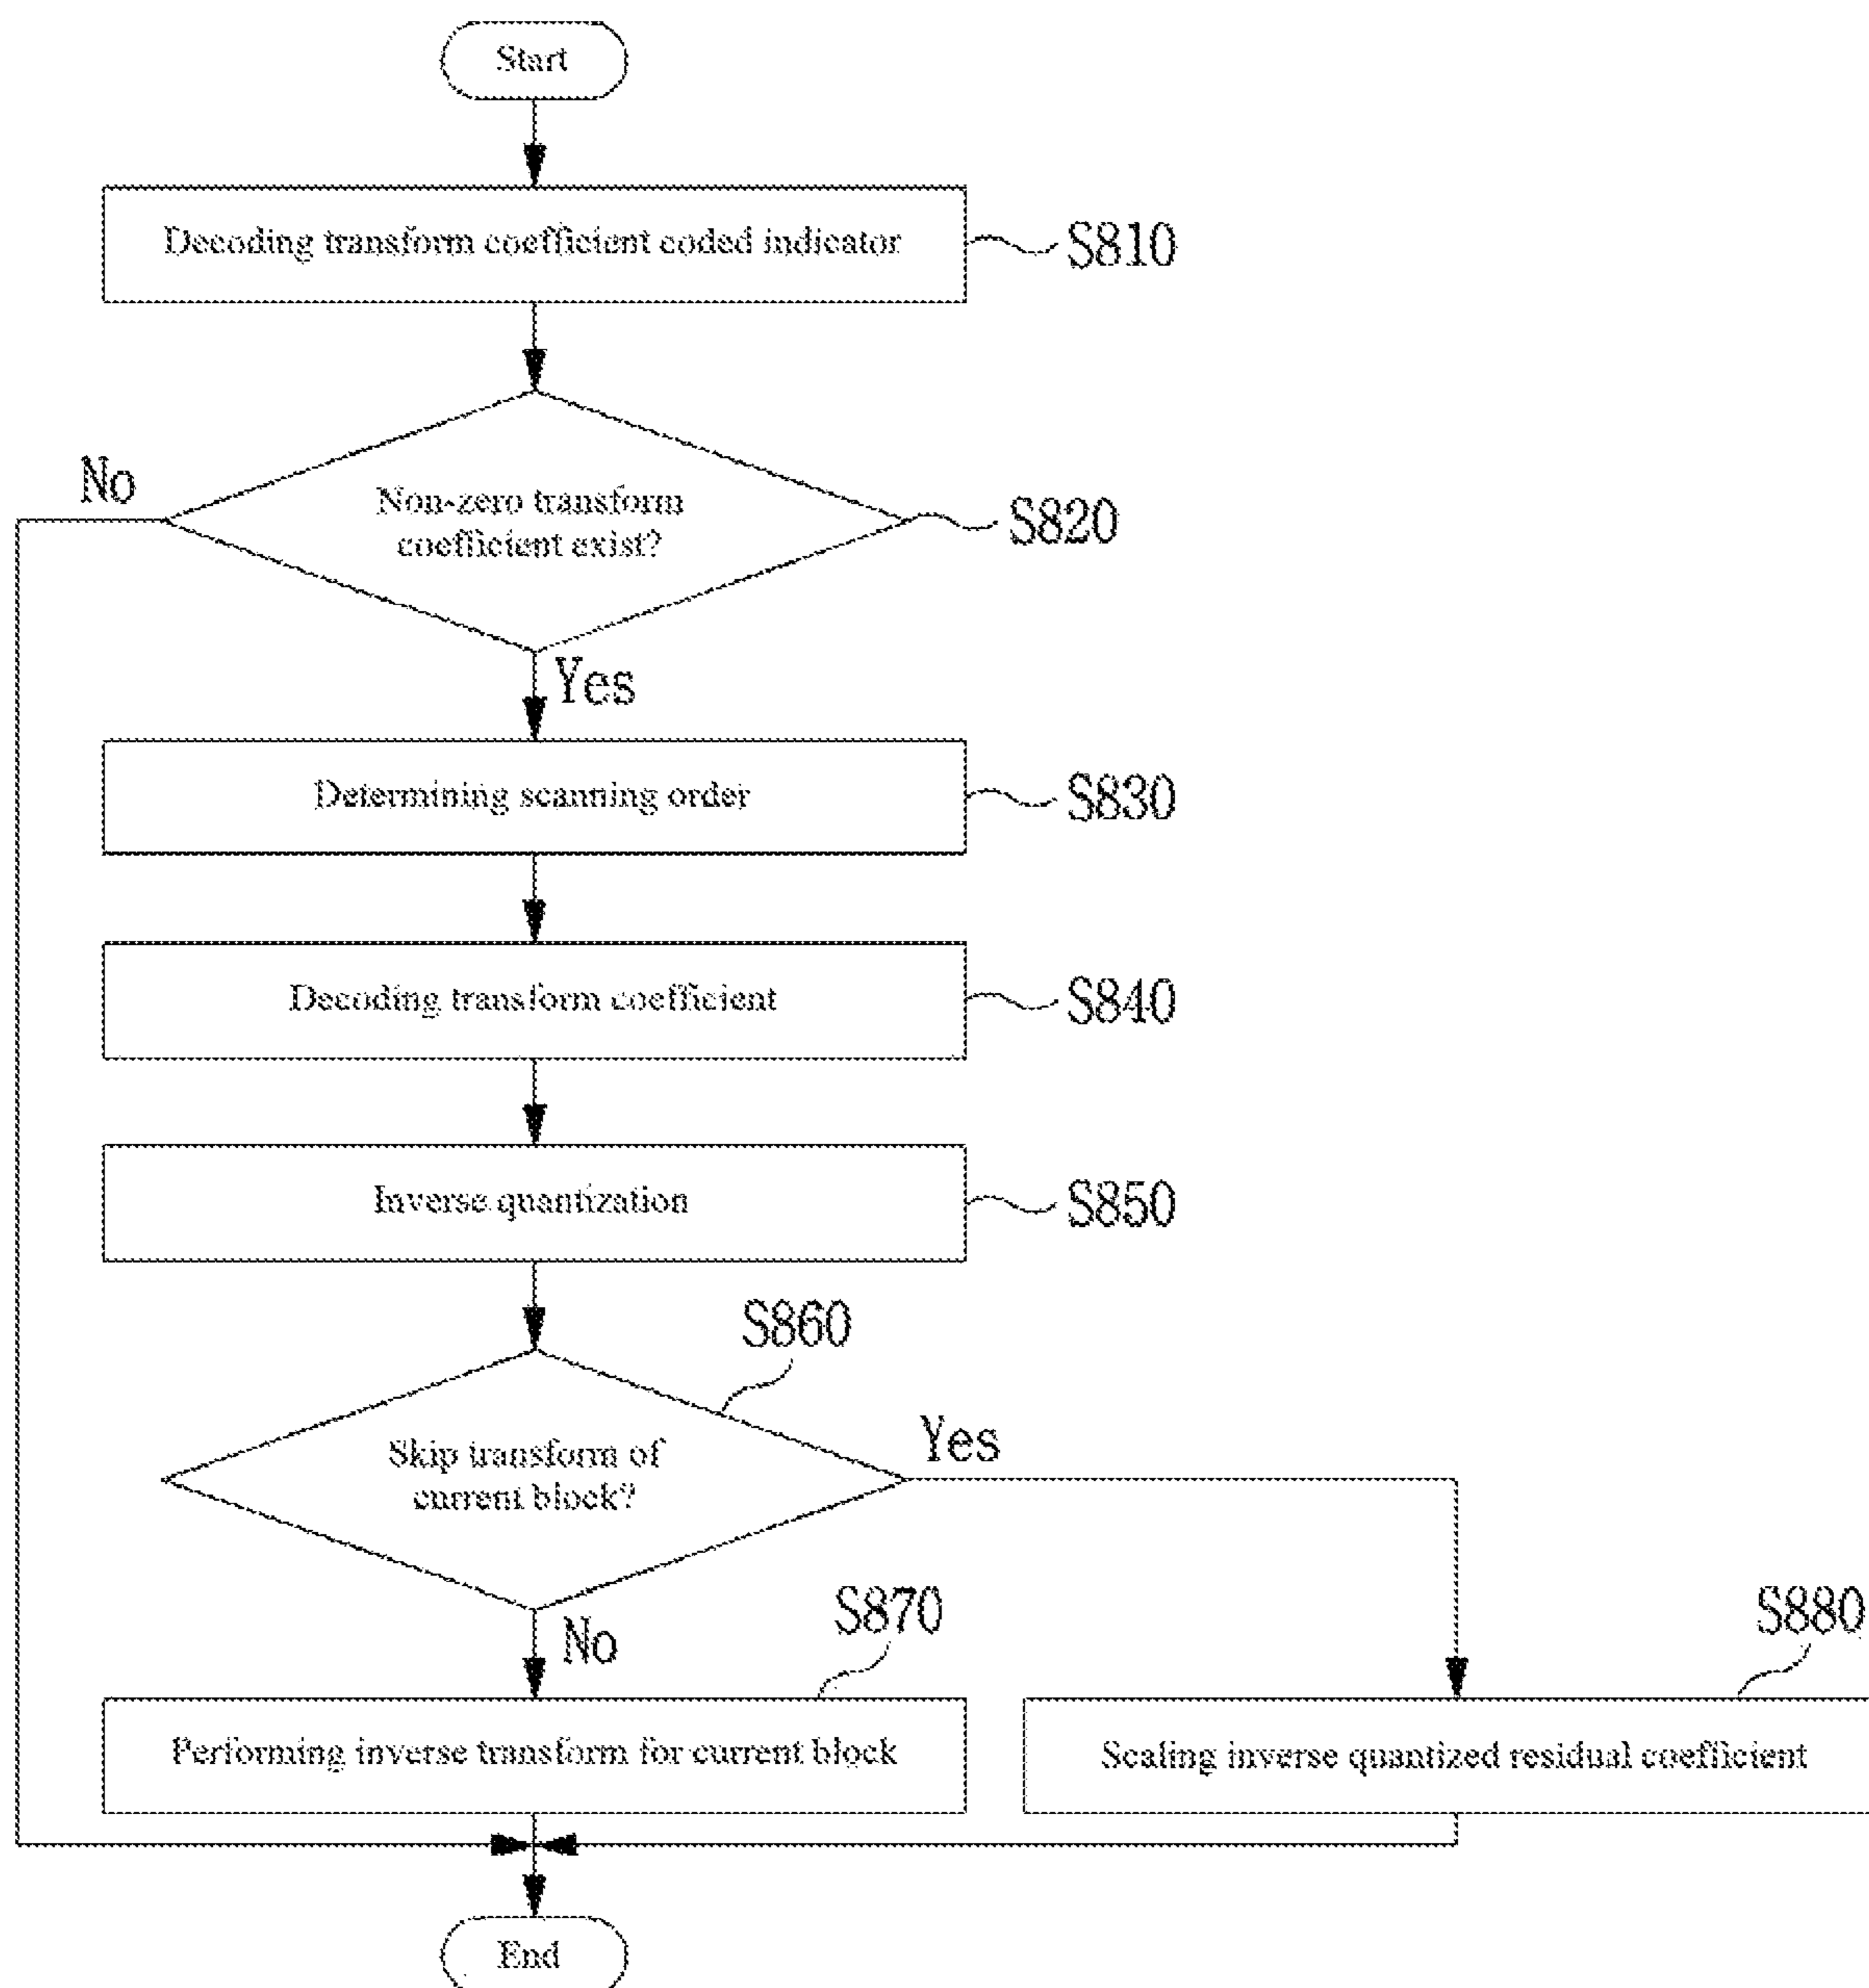 Start
Decoding transform coefficient coded indicator
S810
No
Non-zero transform
coefficient exist?
S820
Yes
Determining scanning order
S830
Decoding transform coefficient
S840
Inverse quantization
S850
S860
Skip transform of
current block?
Yes
No
S870
S880
Performing inverse transform for current block
Scaling inverse quantized residual coefficient
End